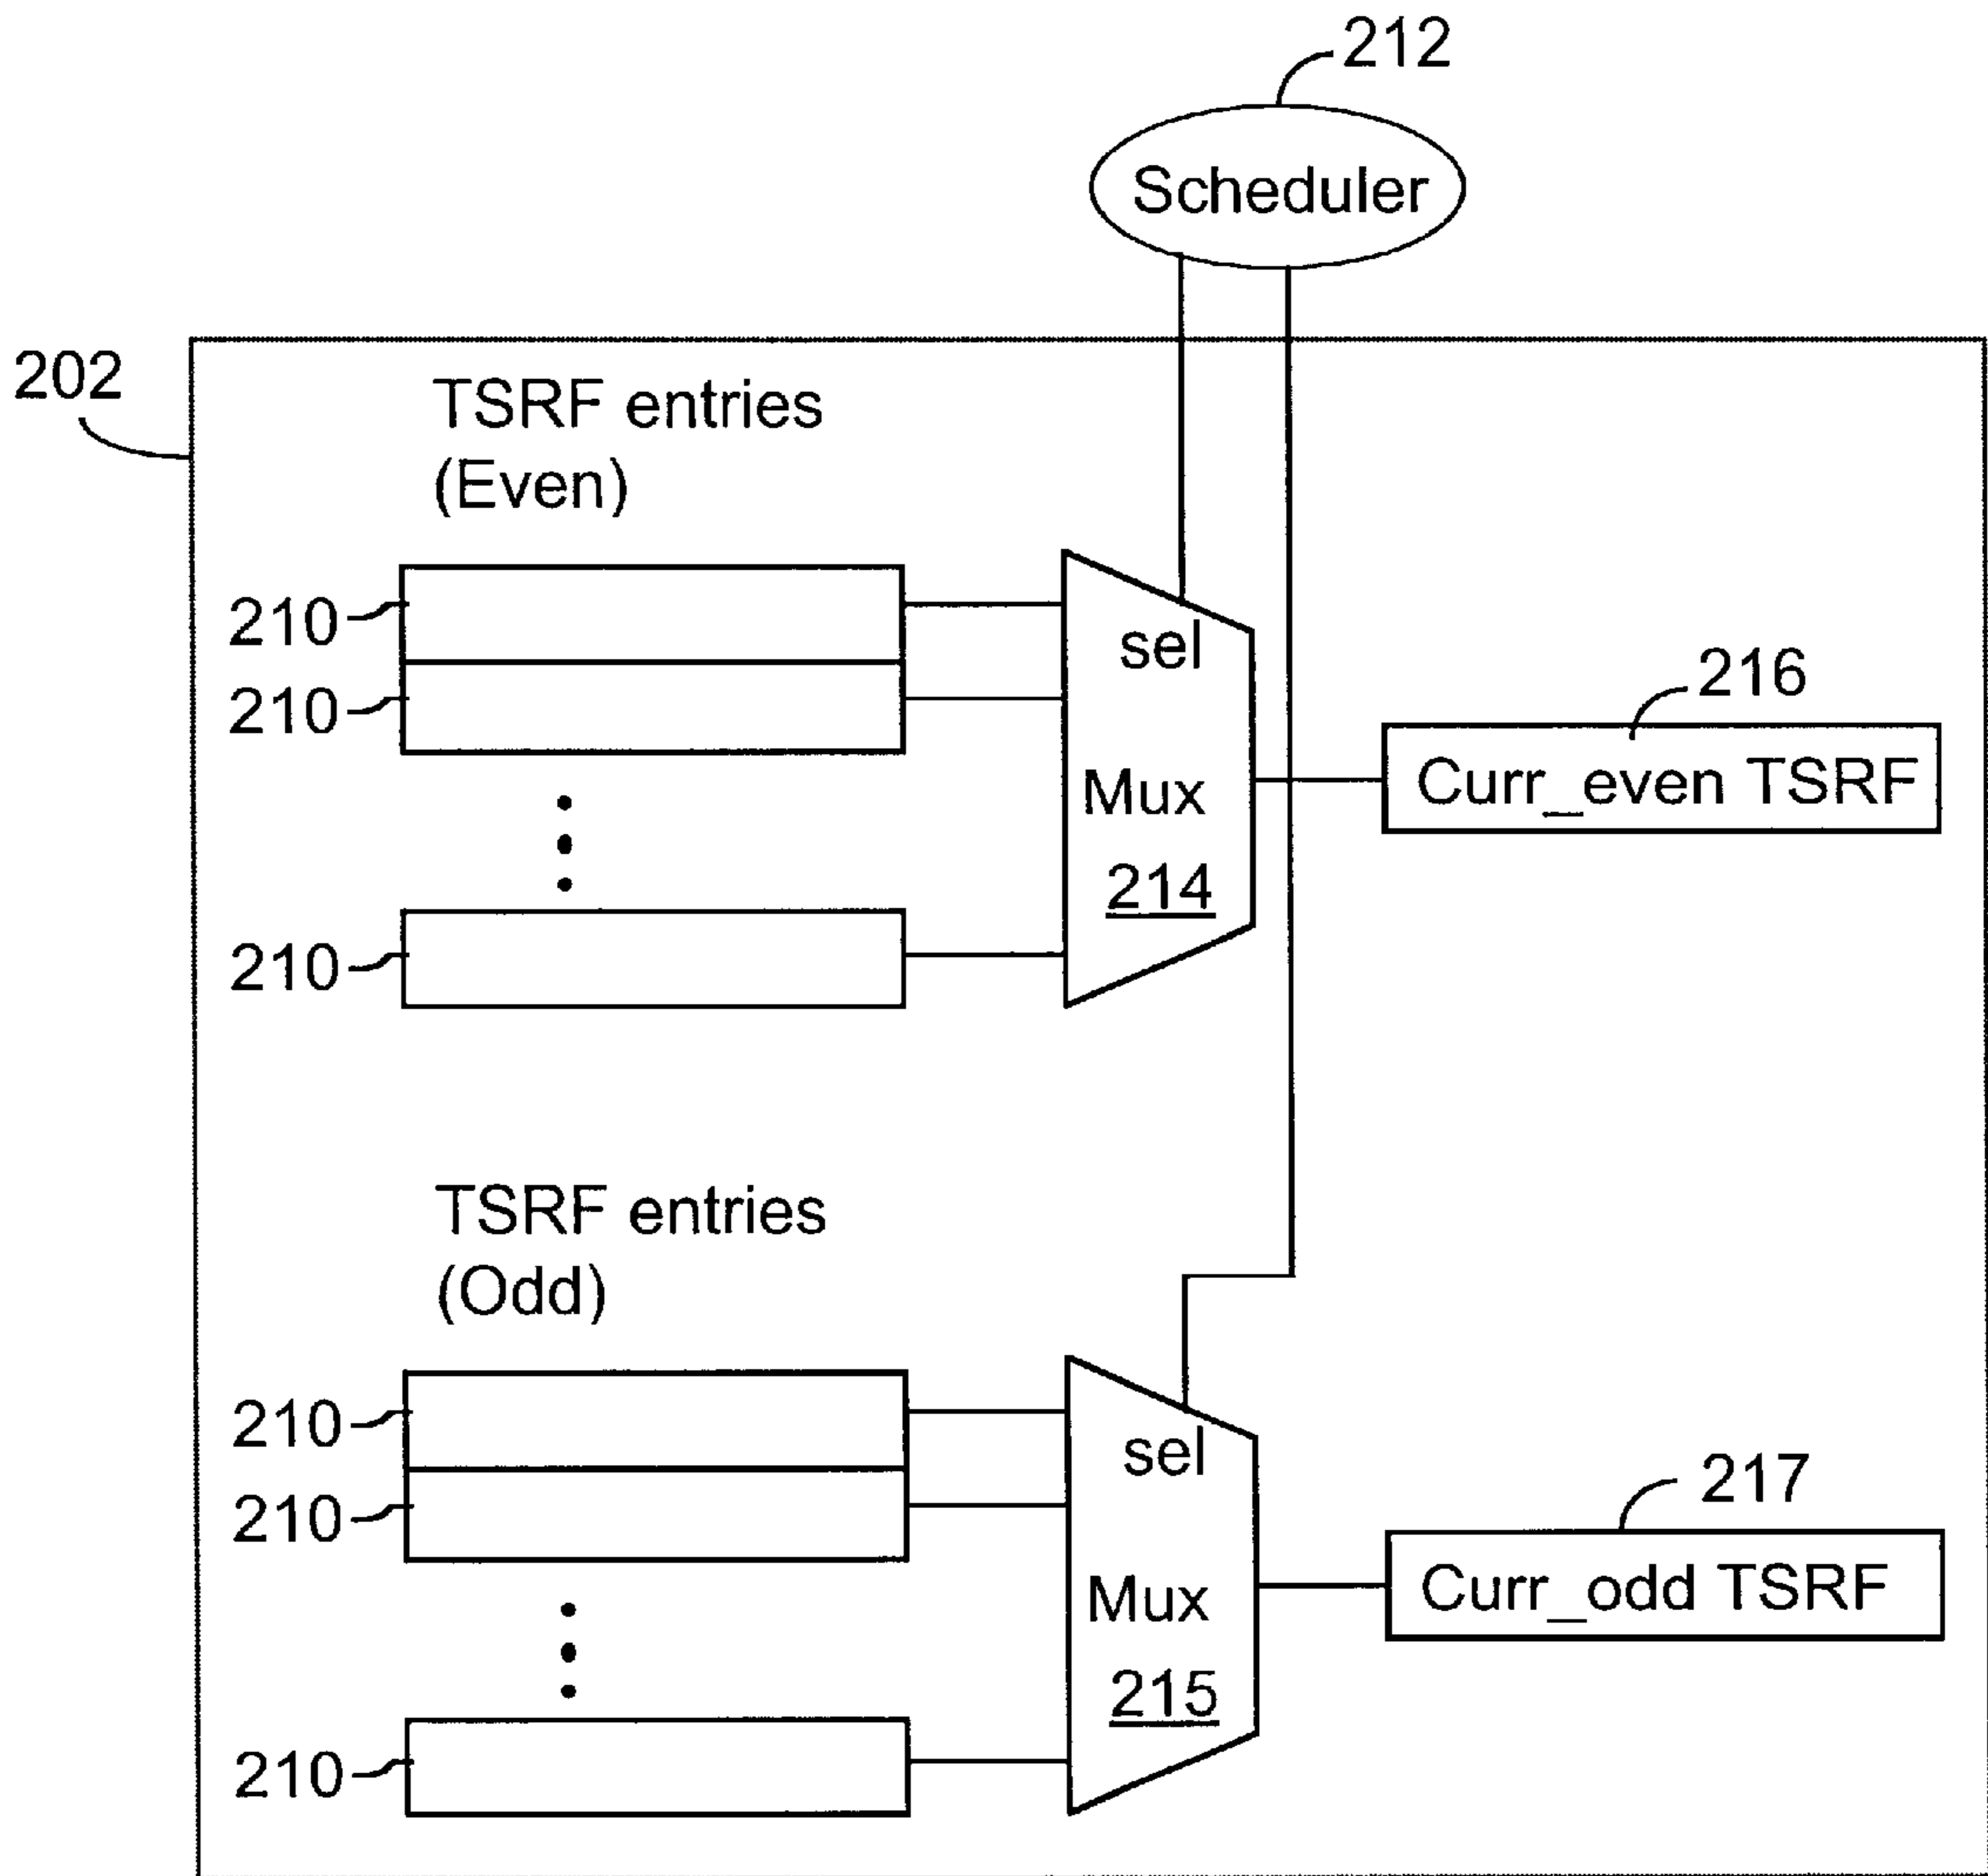 212
Scheduler
202
TSRF entries
(Even)
210
sel
210
216
Curr_even TSRF
Mux
214
210
TSRF entries
(Odd)
210
sel
210
217
Curr_odd TSRF
Mux
215
210